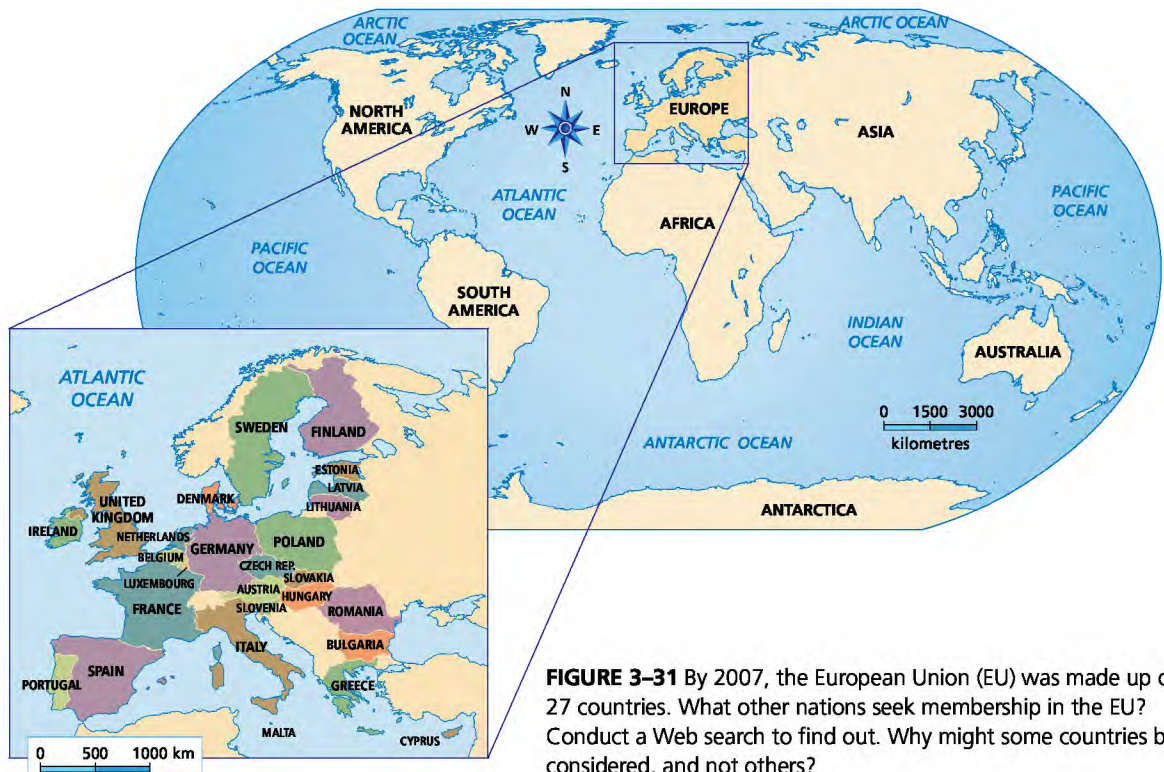 ARCTIC
OCEAN
ARCTIC OCEAN
NORTH
AMERICA
N
W
E
S
EUROPE
ASIA
ATLANTIC
OCEAN
PACIFIC
OCEAN
AFRICA
PACIFIC
OCEAN
SOUTH
AMERICA
INDIAN
OCEAN
AUSTRALIA
0 1500 3000
kilometres
ANTARCTIC OCEAN
ANTARCTICA
ATLANTIC
OCEAN
SWEDEN
FINLAND
ESTONIA
LATVIA
LITHUANIA
DENMARK
UNITED
KINGDOM
IRELAND
NETHERLANDS
BELGIUM
GERMANY
POLAND
CZECH REP.
SLOVAKIA
LUXEMBOURG
AUSTRIA
HUNGARY
SLOVENIA
FRANCE
ROMANIA
ITALY
BULGARIA
SPAIN
PORTUGAL
GREECE
MALTA
CYPRUS
0 500 1000 km
FIGURE 3–31 By 2007, the European Union (EU) was made up
27 countries. What other nations seek membership in the EU?
Conduct a Web search to find out. Why might some countries
considered, and not others?